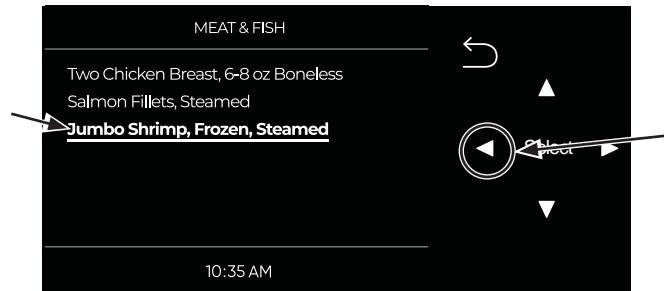 MEAT & FISH
Two Chicken Breast, 6-8 oz Boneless
Salmon Fillets, Steamed
Jumbo Shrimp, Frozen, Steamed
Select
10:35 AM